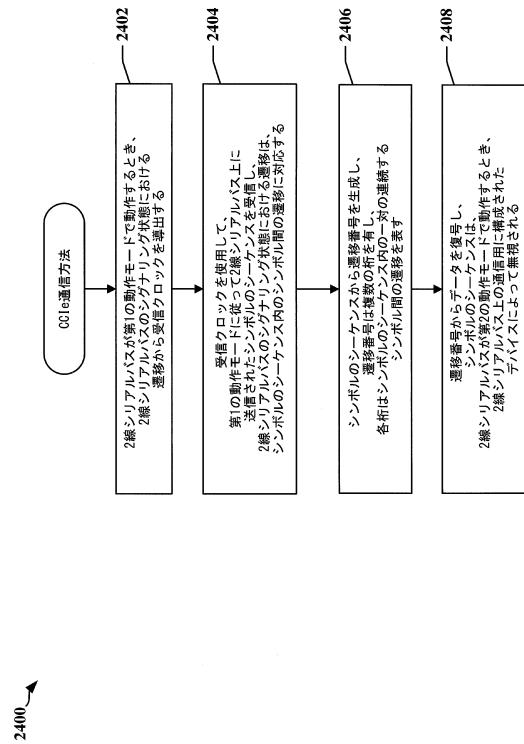 2400
CCIe通信方法
2402
2線シリアルバスが第1の動作モードで動作するとき、
2線シリアルバスのシグナリング状態における
遷移から受信クロックを導出する
2404
受信クロックを使用して、
第1の動作モードに従って2線シリアルバス上に
送信されたシンボルのシーケンスを受信し、
2線シリアルバスのシグナリング状態における遷移は、
シンボルのシーケンス内のシンボル間の遷移に対応する
2406
シンボルのシーケンスから遷移番号を生成し、
遷移番号は複数の桁を有し、
各桁はシンボルのシーケンス内の一対の連続する
シンボル間の遷移を表す
2408
遷移番号からデータを復号し、
シンボルのシーケンスは、
2線シリアルバスが第2の動作モードで動作するとき、
2線シリアルバス上の通信用に構成された
デバイスによって無視される